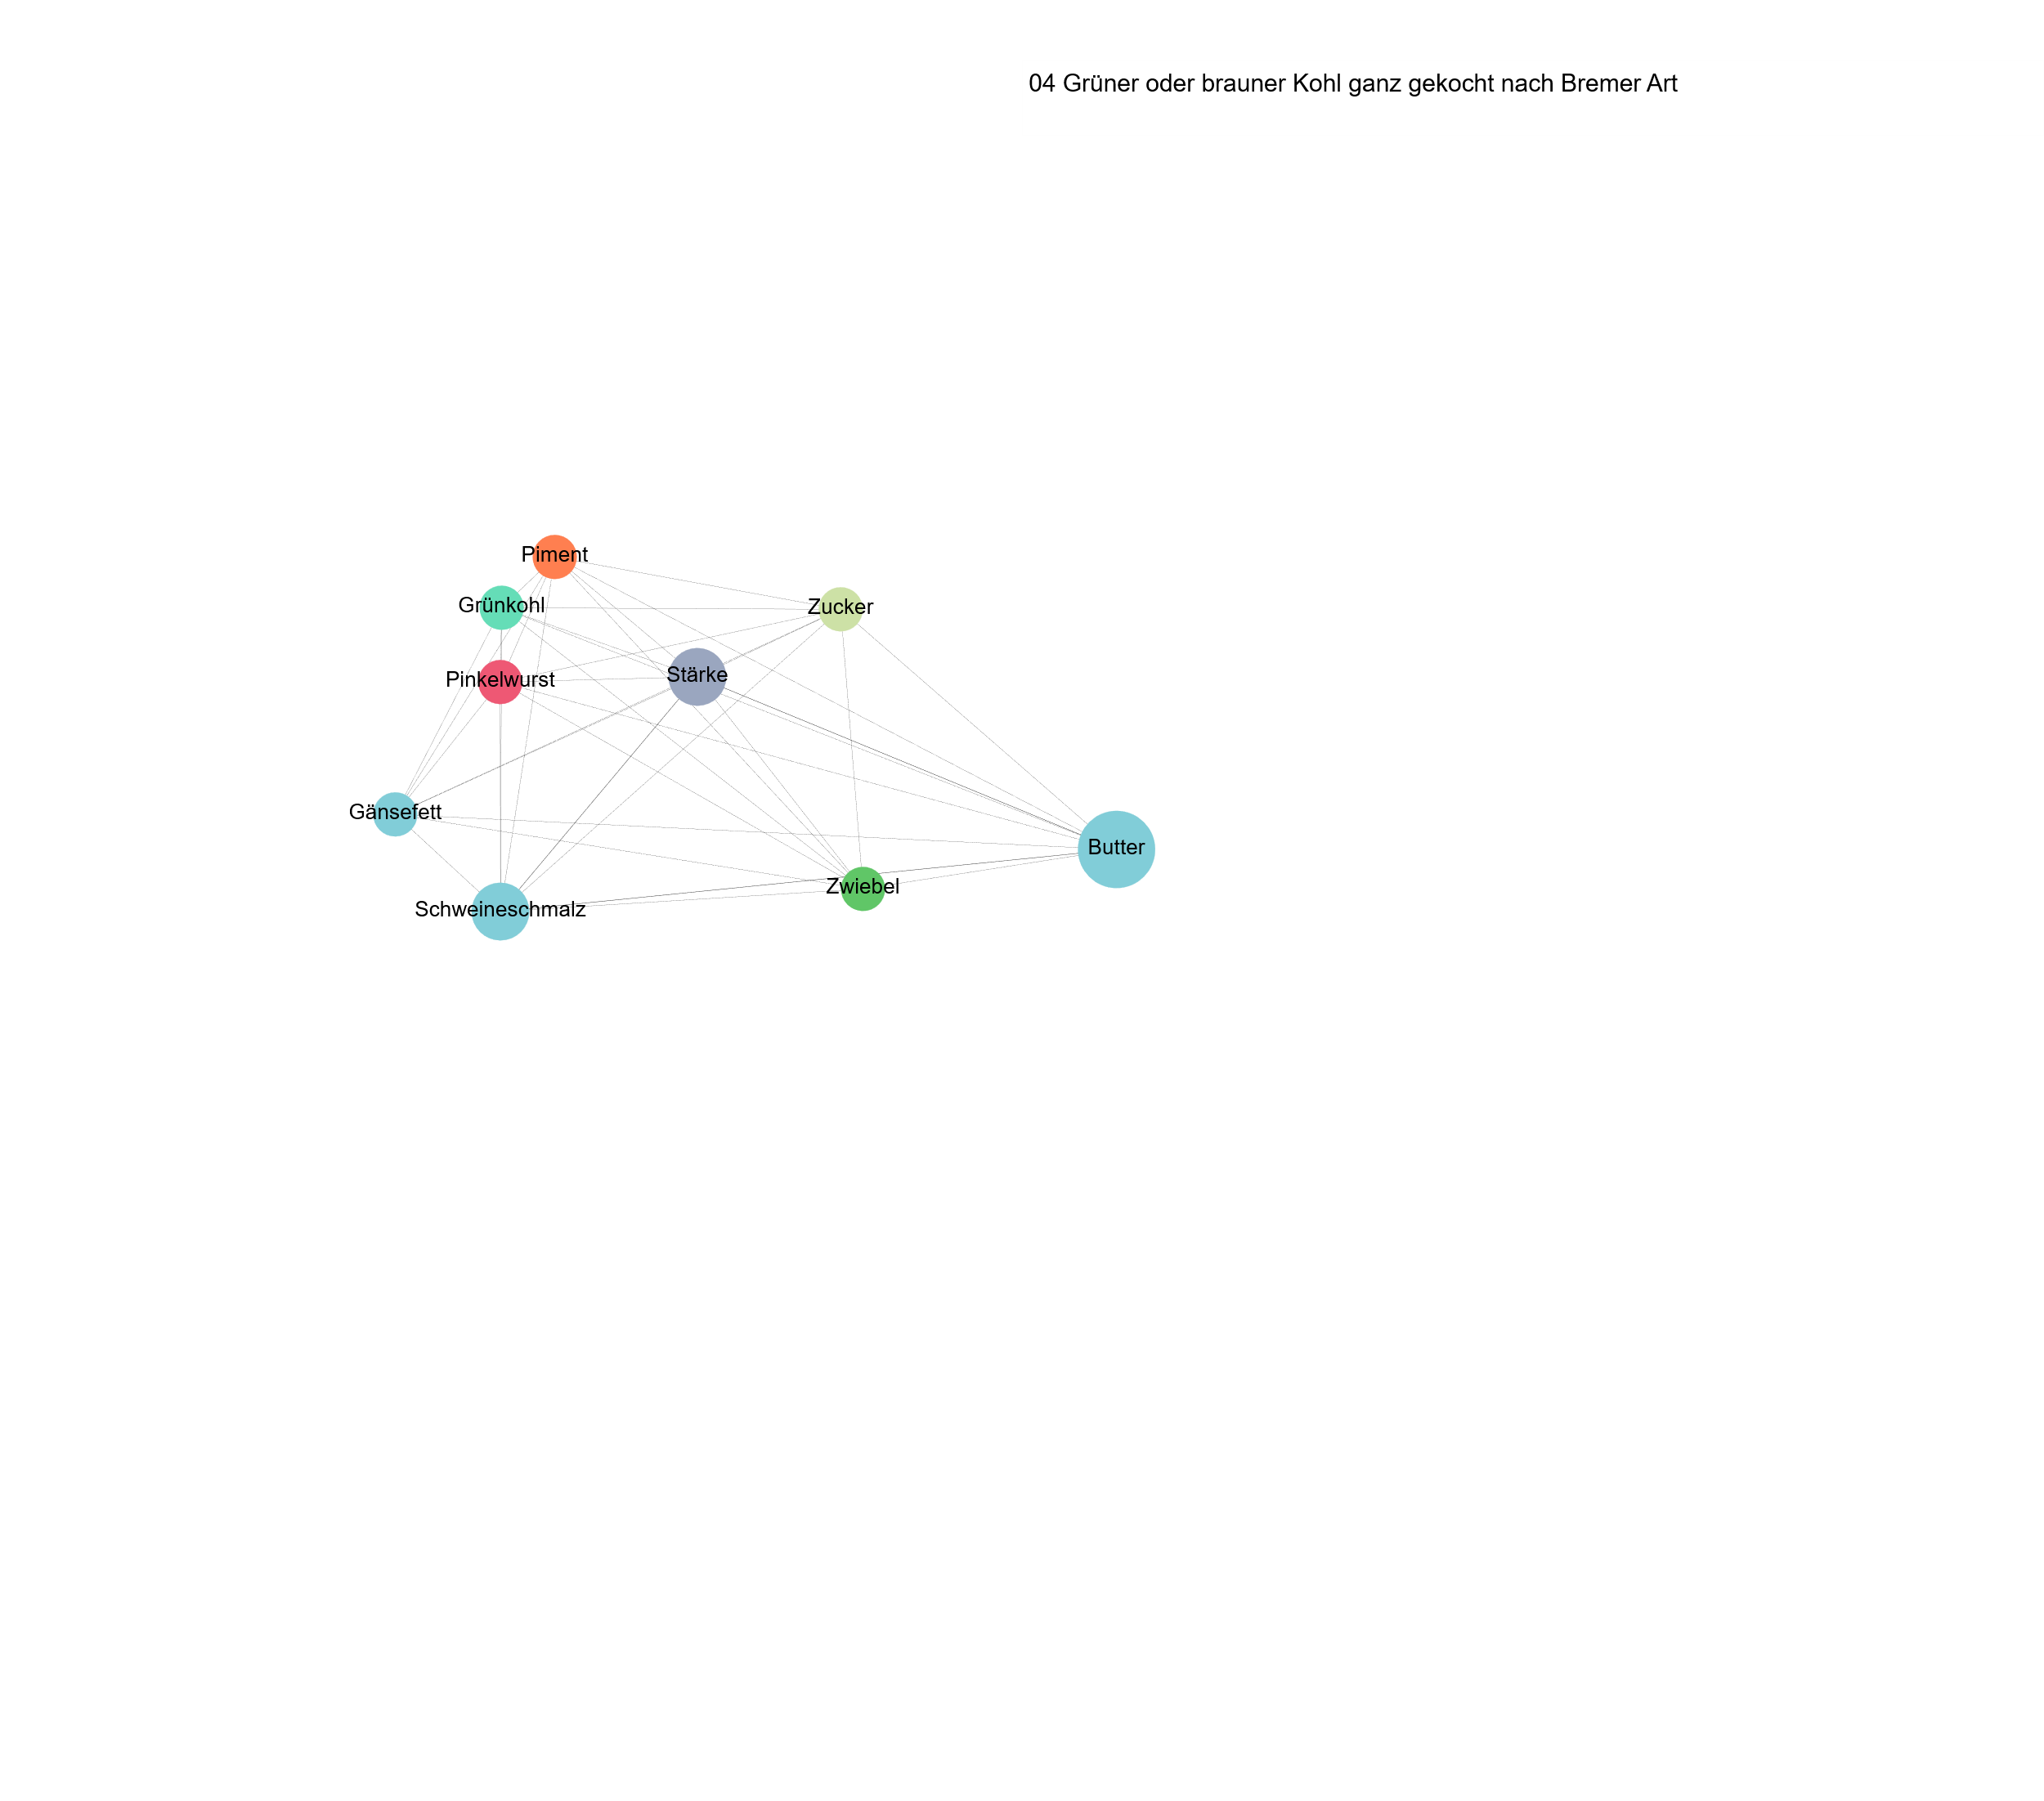 04 Grüner oder brauner Kohl ganz gekocht nach Bremer Art
Piment
Grünkohl
Zucker
Pinkelwurst
Stärke
Gänsefett
Butter
Zwiebel
Schweineschmalz